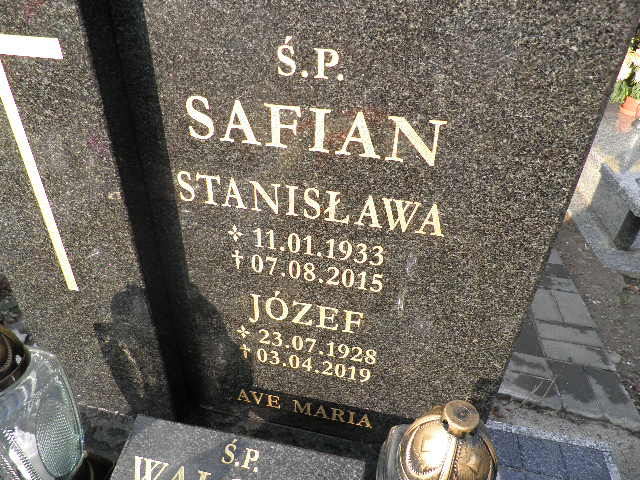 Ś.P.
SAFIAN
STANISŁAWA
* 11.01.1933
† 07.08.2015
JÓZEF
* 23.07.1928
† 03.04.2019
AVE MARIA
Ś.P.